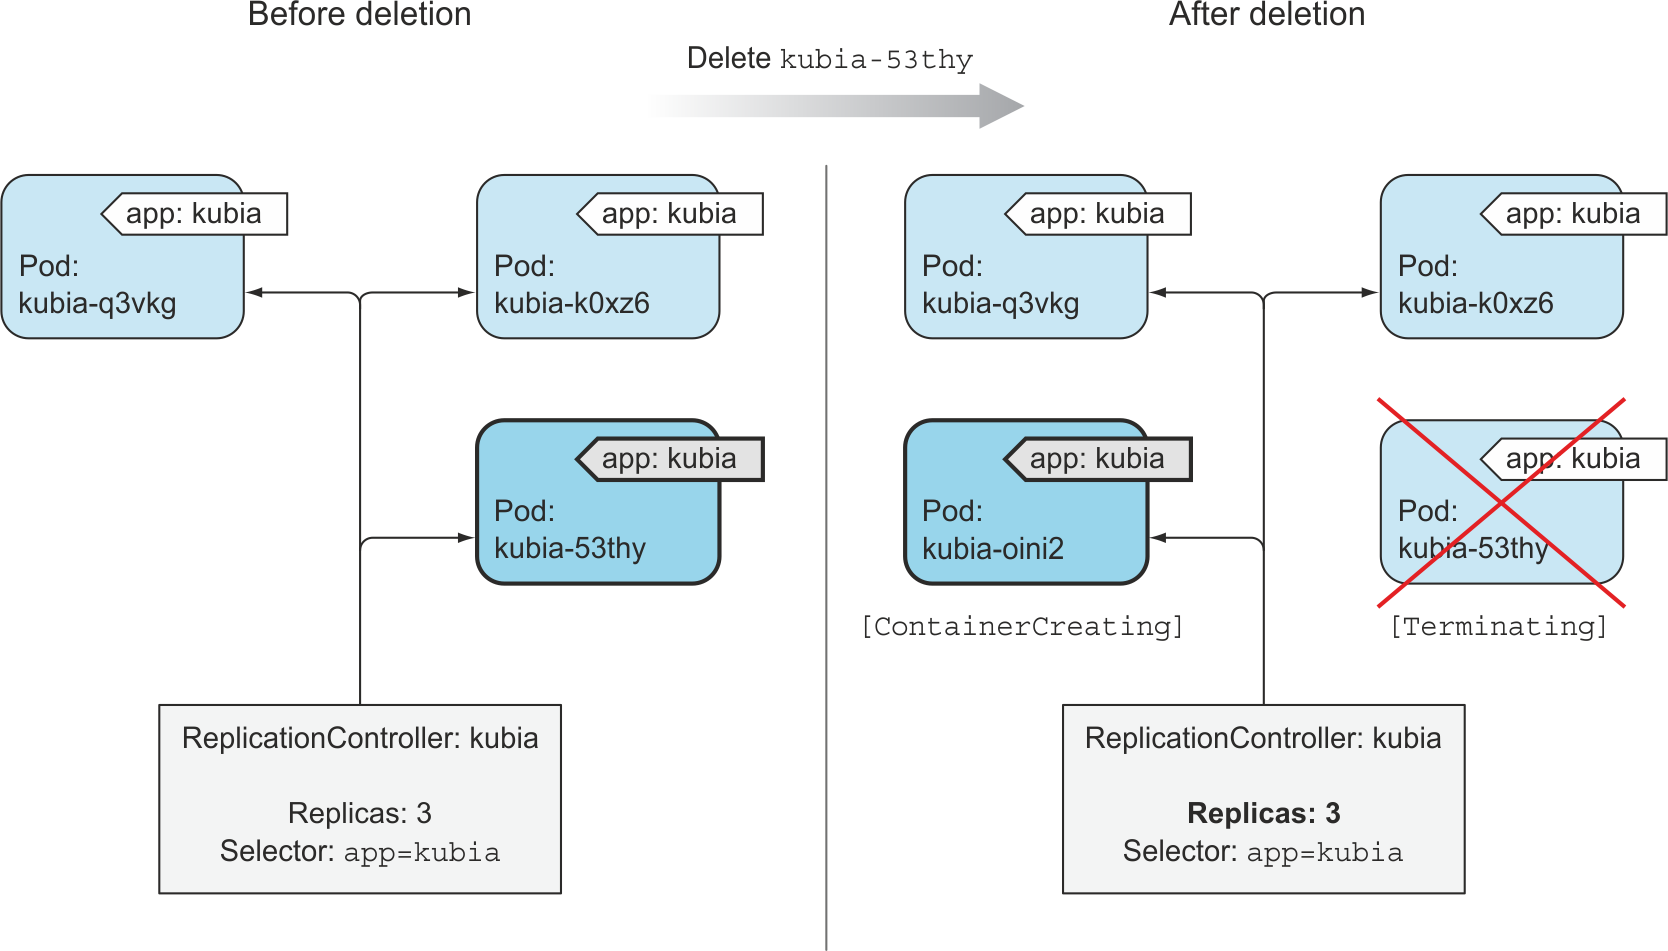 Before deletion
After deletion
Delete kubia-53thy
app: kubia
Pod:
kubia-q3vkg
app: kubia
Pod:
kubia-k0xz6
app: kubia
Pod:
kubia-53thy
ReplicationController: kubia
Replicas: 3
Selector: app=kubia
app: kubia
Pod:
kubia-q3vkg
app: kubia
Pod:
kubia-k0xz6
app: kubia
Pod:
kubia-oini2
[ContainerCreating]
app: kubia
Pod:
kubia-53thy
[Terminating]
ReplicationController: kubia
Replicas: 3
Selector: app=kubia